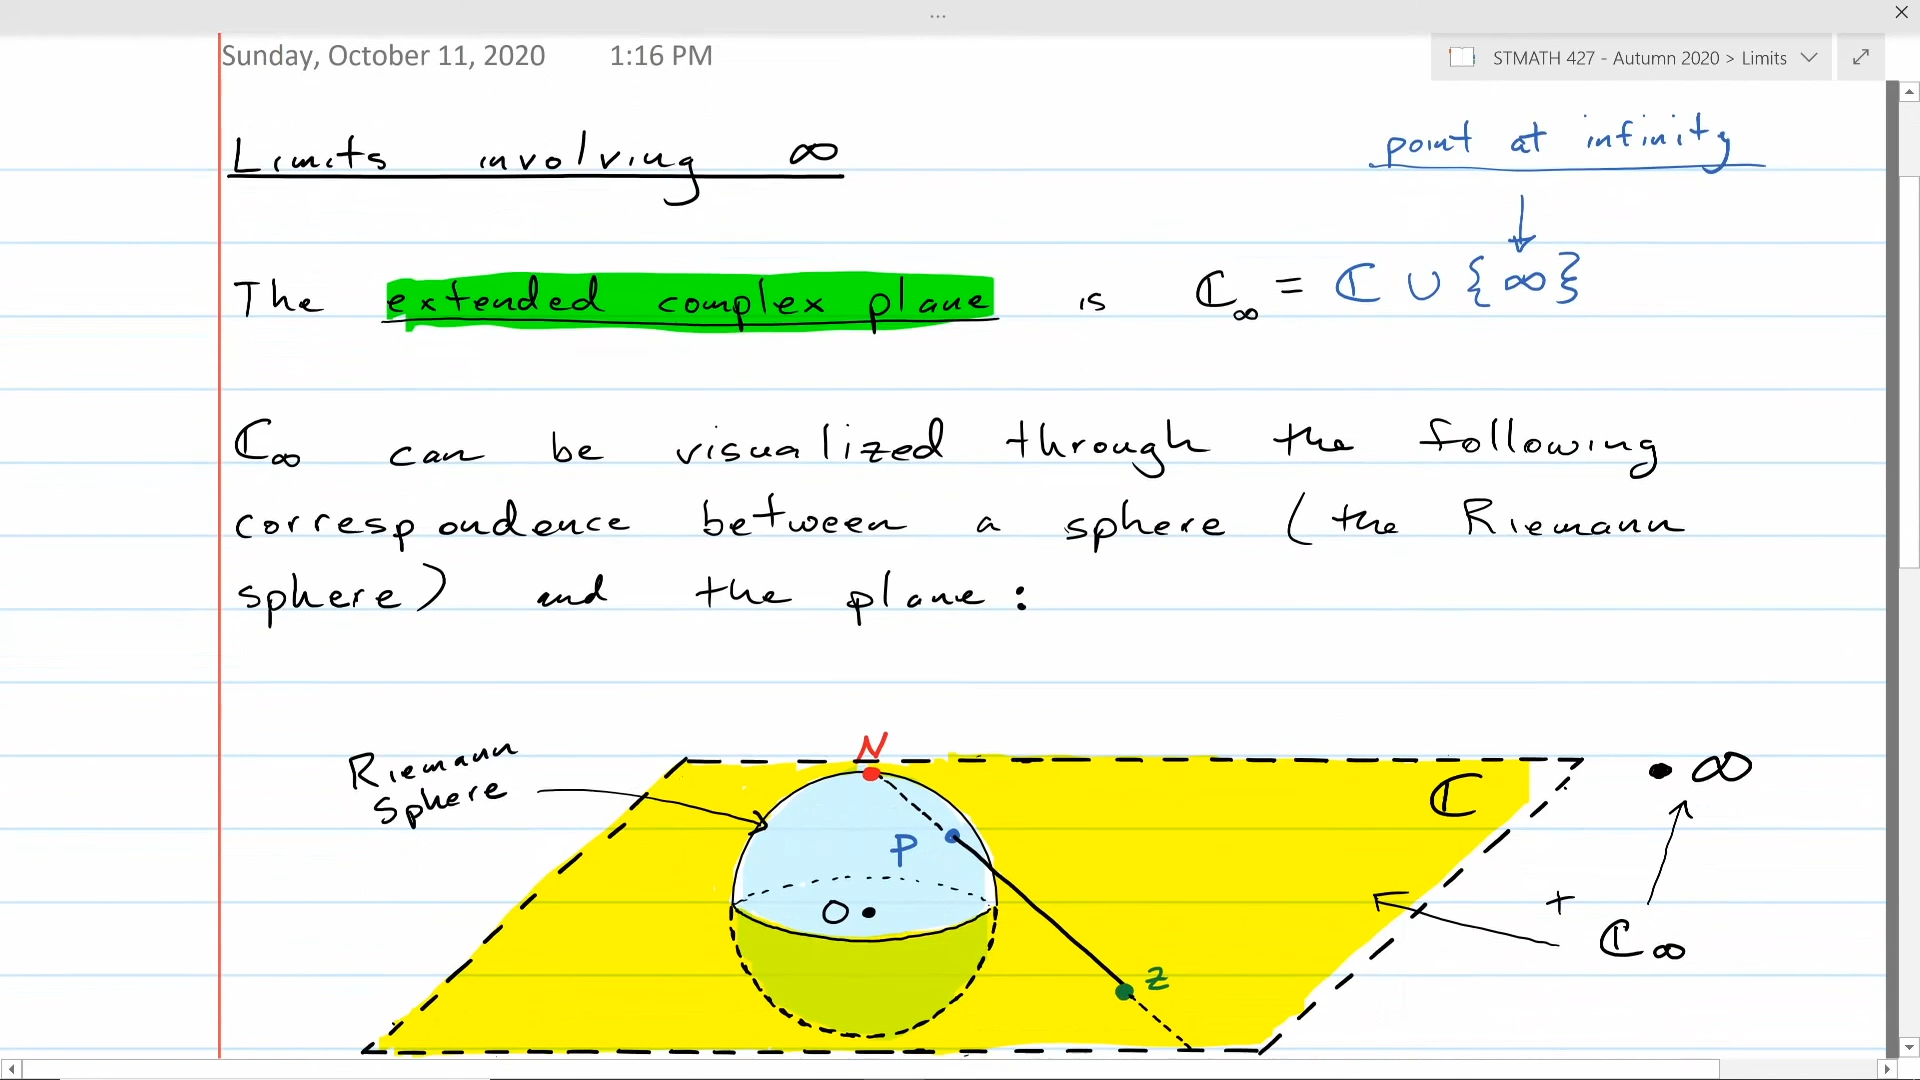 Sunday, October 11, 2020 1:16 PM
STMATH 427 - Autumn 2020 > Limits
Limits involving ∞
point at infinity
The extended complex plane is ℂ∞ = ℂ ∪ {∞}
ℂ∞ can be visualized through the following
correspondence between a sphere (the Riemann
sphere) and the plane:
Riemann
Sphere
N
ℂ
∞
P
O
+
ℂ∞
z